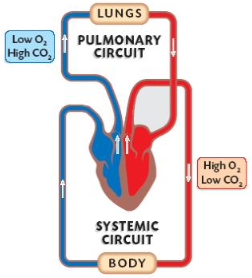 LUNGS
Low O₂
High CO₂
PULMONARY
CIRCUIT
High O₂
Low CO₂
SYSTEMIC
CIRCUIT
BODY